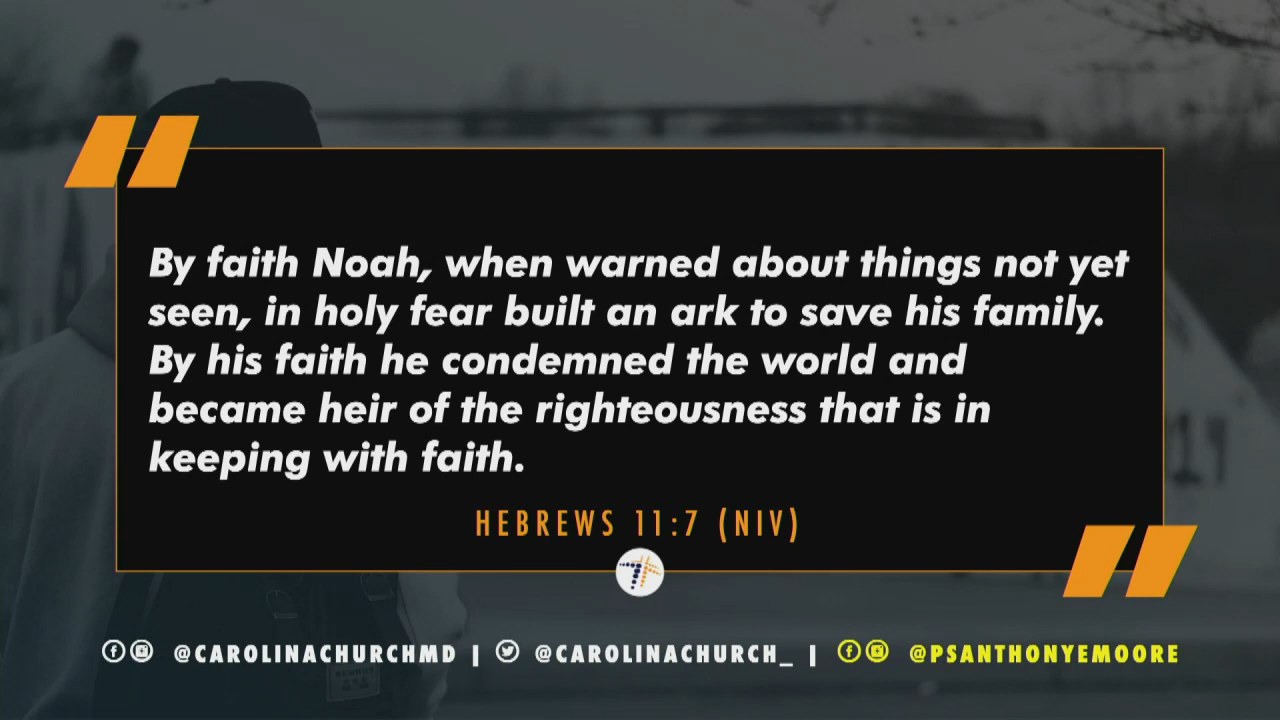 By faith Noah, when warned about things not yet
seen, in holy fear built an ark to save his family.
By his faith he condemned the world and
became heir of the righteousness that is in
keeping with faith.
HEBREWS 11:7 (NIV)
@CAROLINACHURCHMD | @CAROLINACHURCH_ | @PSANTHONYEMOORE